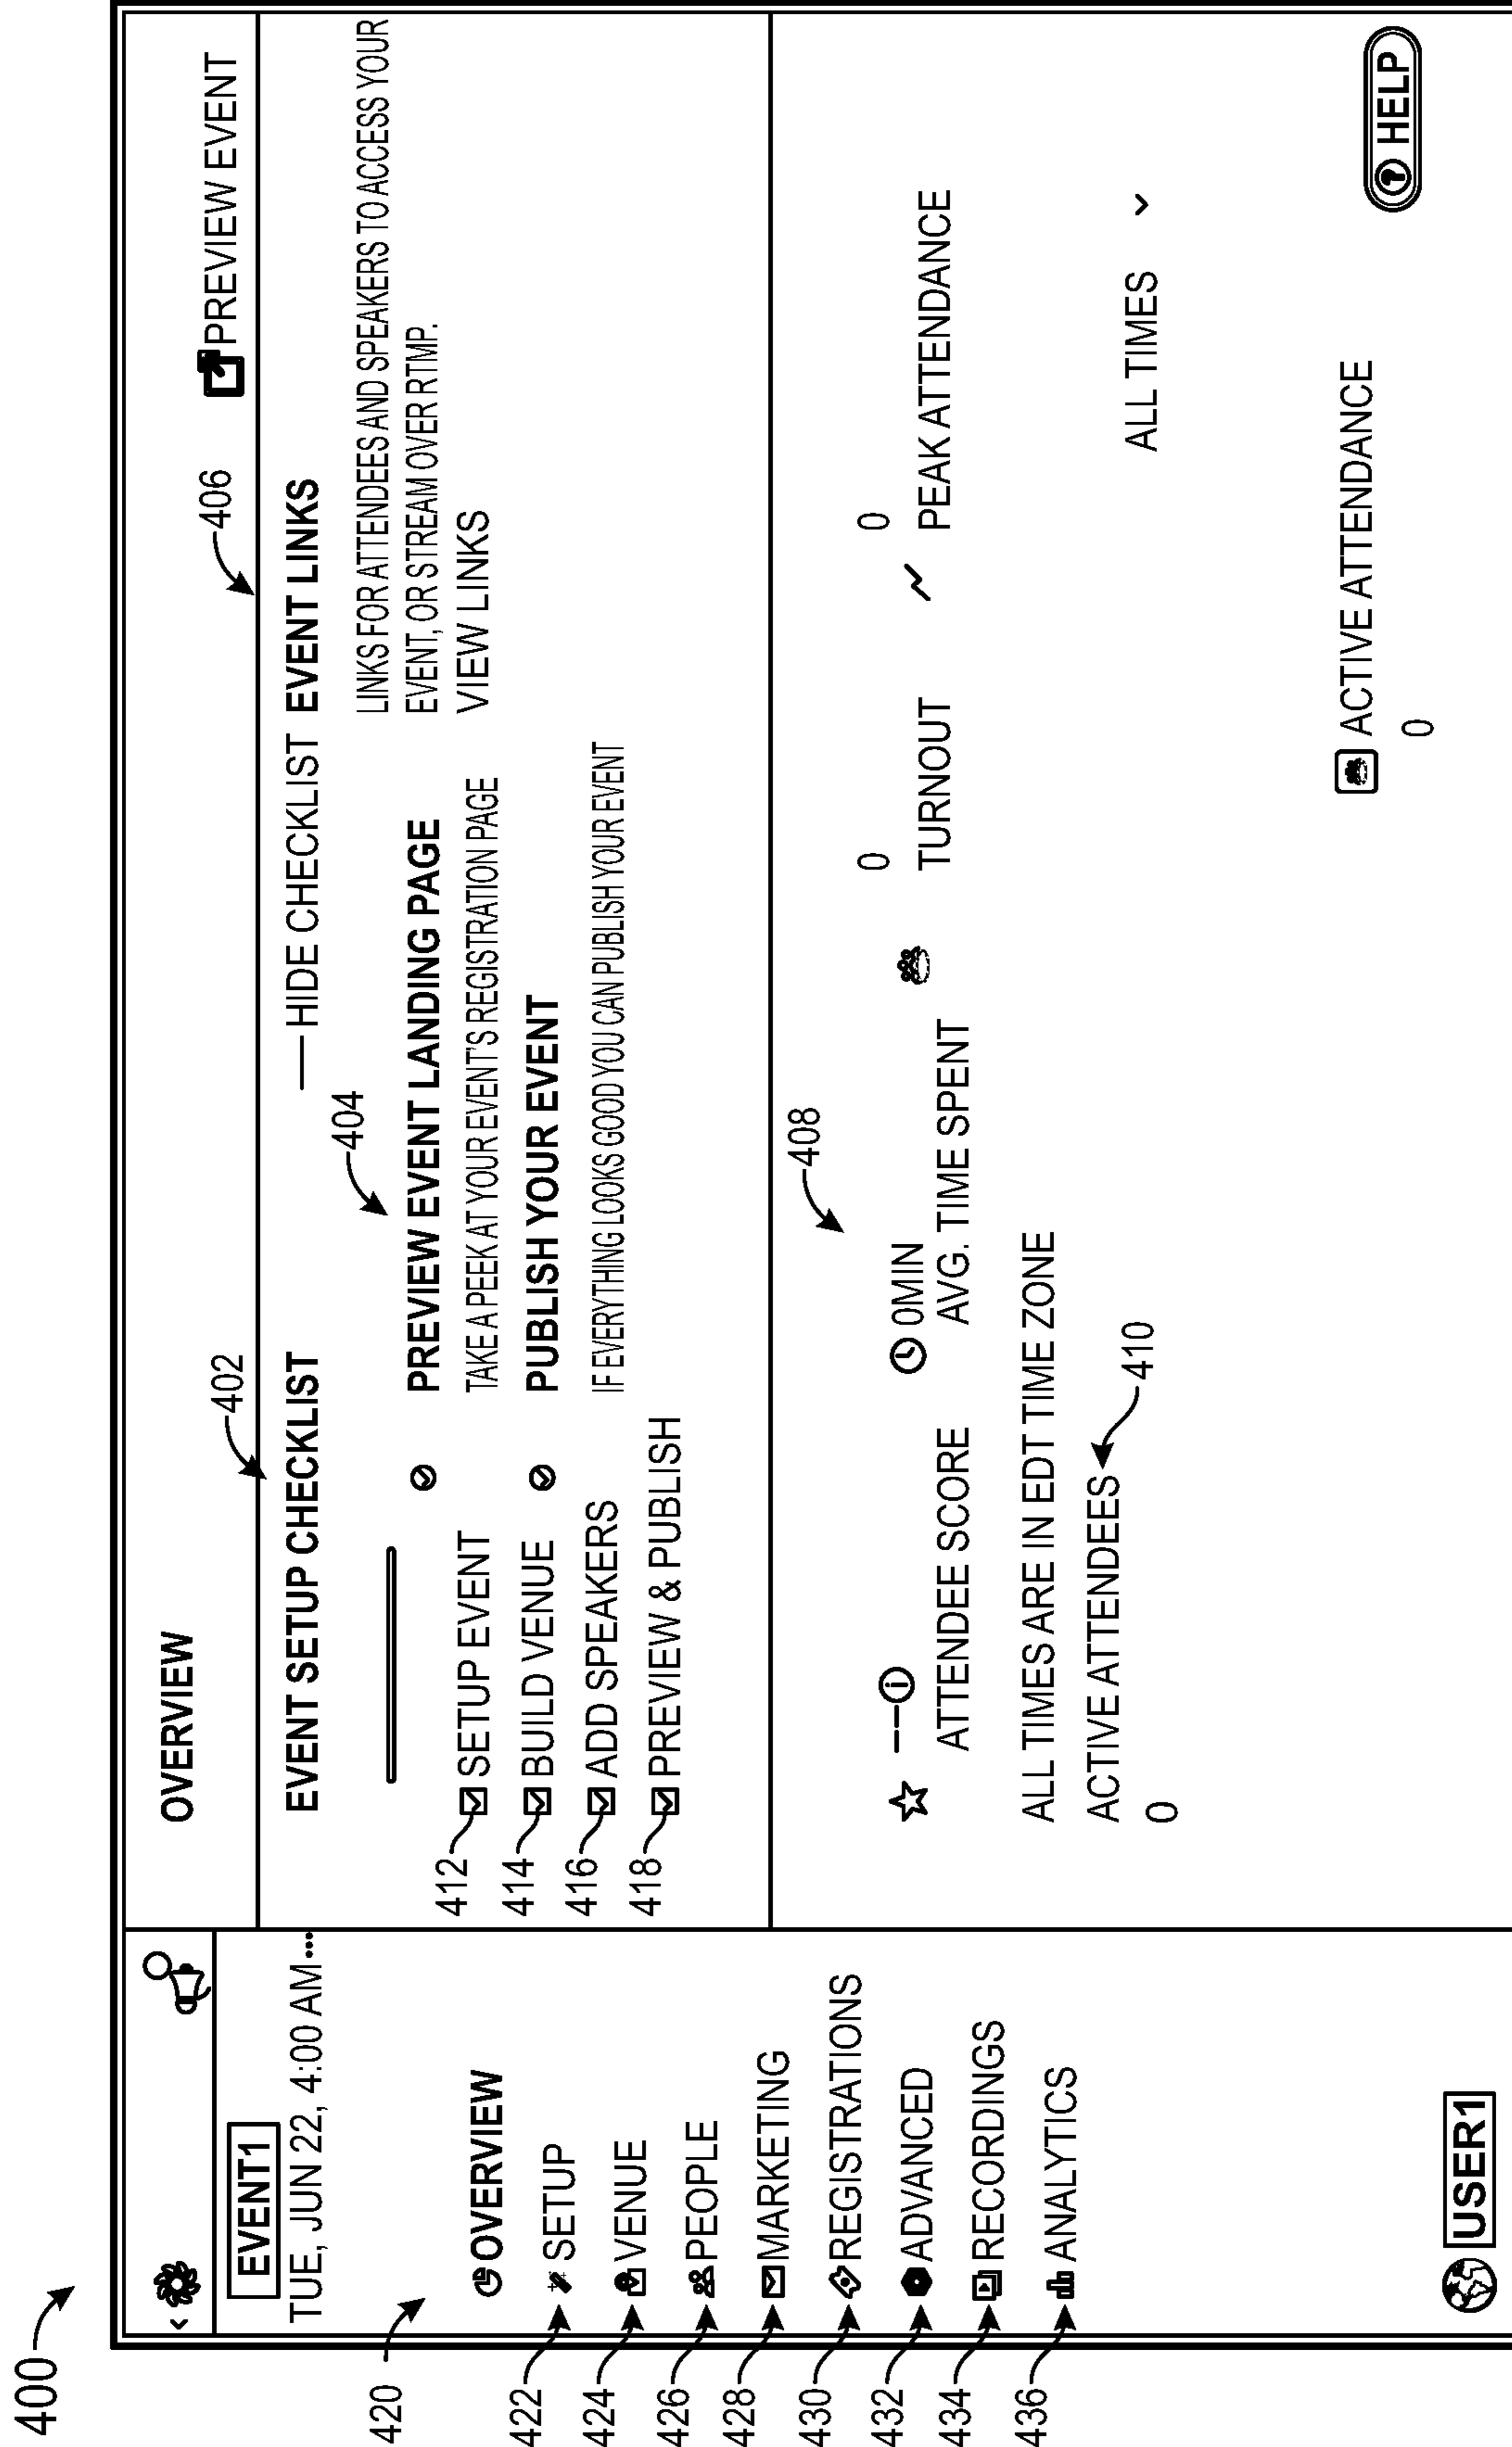 400
EVENT1
TUE, JUN 22, 4:00 AM...
420
OVERVIEW
422 SETUP
424 VENUE
426 PEOPLE
428 MARKETING
430 REGISTRATIONS
432 ADVANCED
434 RECORDINGS
436 ANALYTICS
USER1
OVERVIEW
406
PREVIEW EVENT
402
EVENT SETUP CHECKLIST
HIDE CHECKLIST
412 SETUP EVENT
414 BUILD VENUE
416 ADD SPEAKERS
418 PREVIEW & PUBLISH
404
PREVIEW EVENT LANDING PAGE
TAKE A PEEK AT YOUR EVENT'S REGISTRATION PAGE
PUBLISH YOUR EVENT
IF EVERYTHING LOOKS GOOD YOU CAN PUBLISH YOUR EVENT
EVENT LINKS
LINKS FOR ATTENDEES AND SPEAKERS TO ACCESS YOUR
EVENT, OR STREAM OVER RTMP.
VIEW LINKS
408
--i
ATTENDEE SCORE
0MIN
AVG. TIME SPENT
0
TURNOUT
0
PEAK ATTENDANCE
ALL TIMES ARE IN EDT TIME ZONE
ACTIVE ATTENDEES 410
0
ALL TIMES
ACTIVE ATTENDANCE
0
? HELP